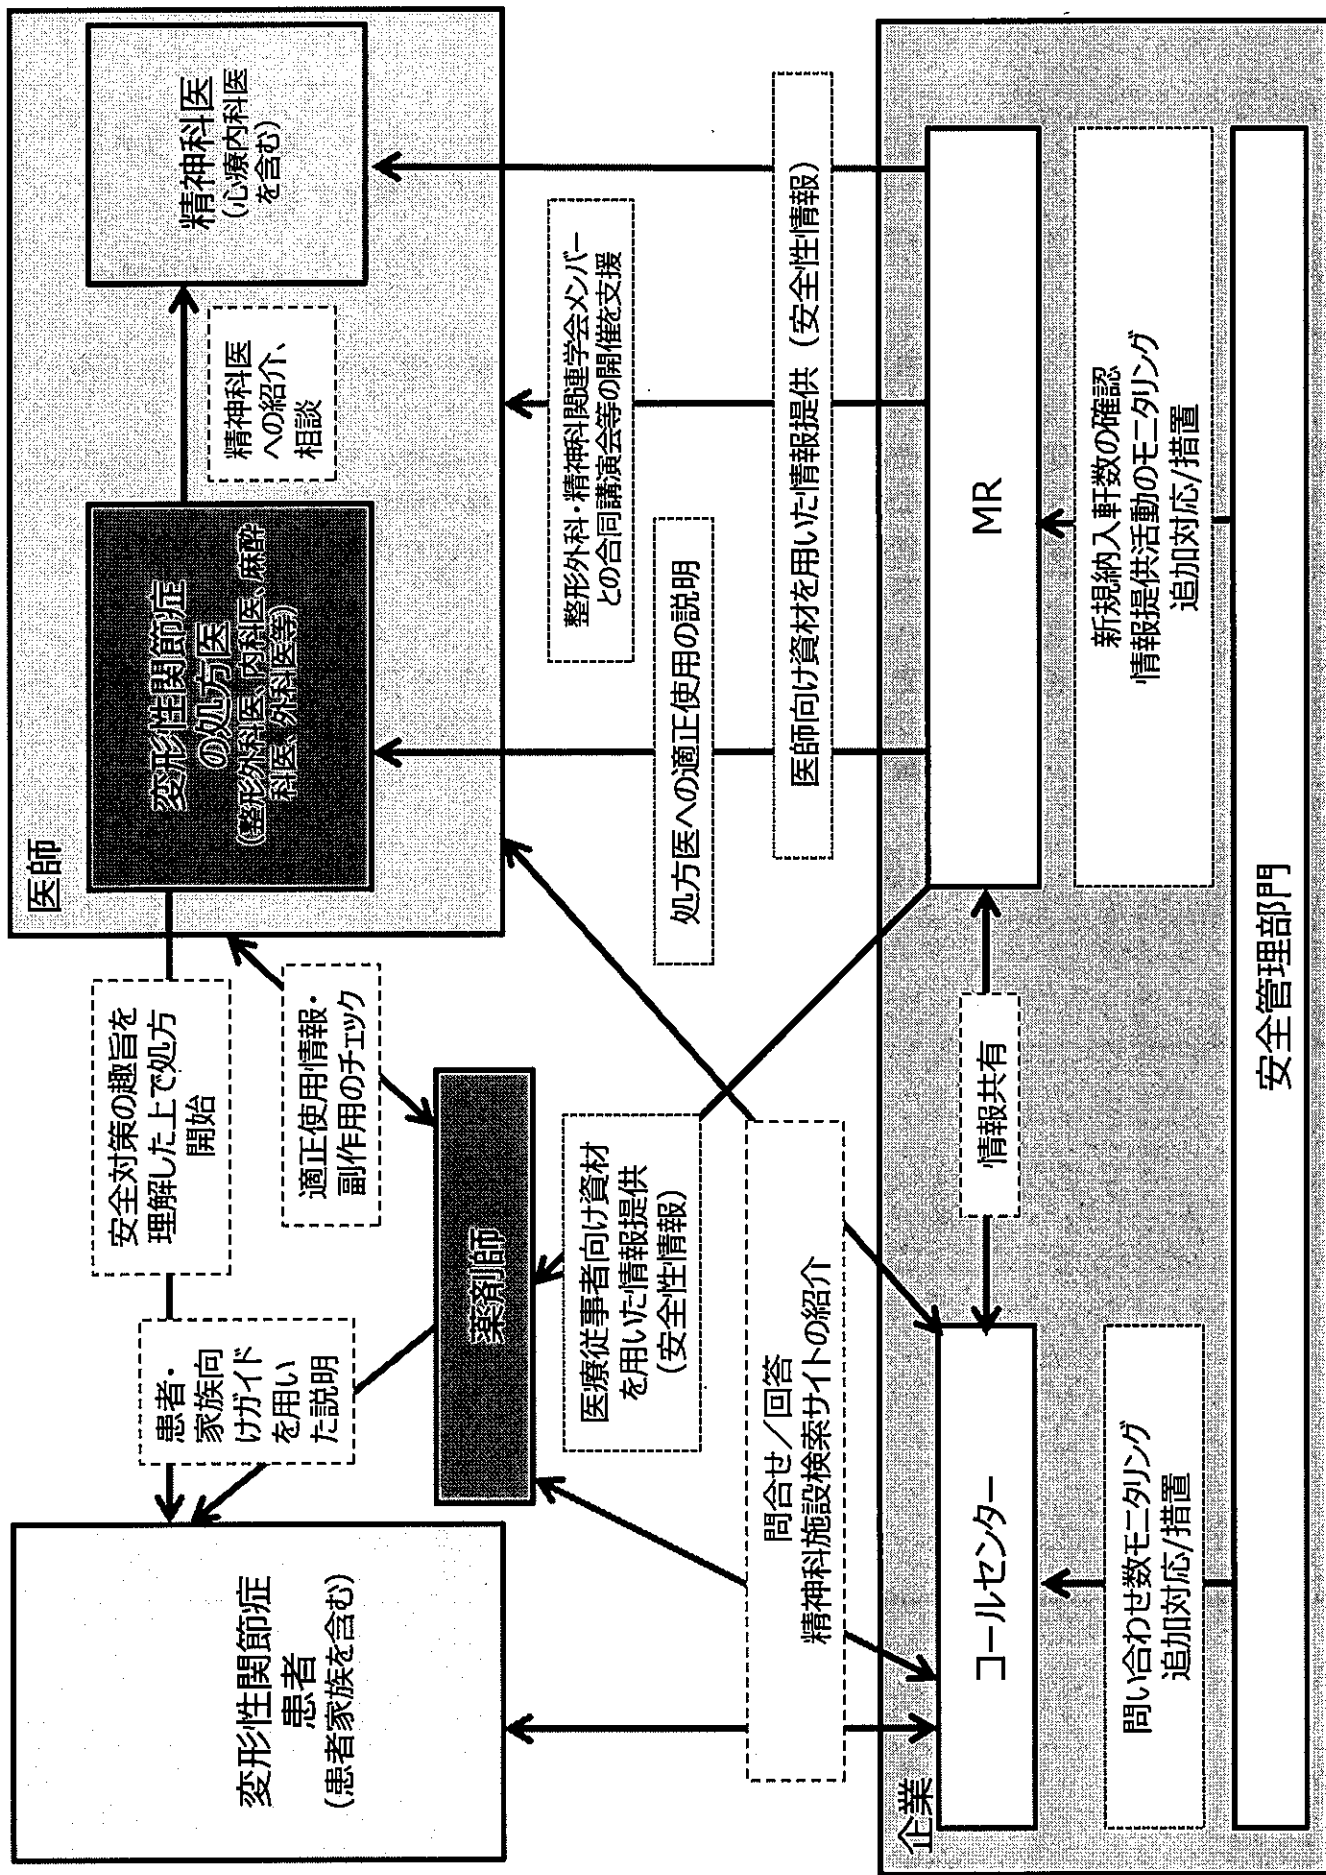 医師
変形性関節症
の処方医
(整形外科医、内科医、麻酔
科医、外科医等)
精神科医
への紹介、
相談
精神科医
(心療内科医
を含む)
安全対策の趣旨を
理解した上で処方
開始
適正使用情報・
副作用のチェック
変形性関節症
患者
(患者家族を含む)
患者・
家族向
けガイド
を用い
た説明
薬剤師
医療従事者向け資材
を用いた情報提供
(安全性情報)
整形外科・精神科関連学会メンバー
との合同講演会等の開催を支援
処方医への適正使用の説明
医師向け資材を用いた情報提供（安全性情報）
問合せ／回答
精神科施設検索サイトの紹介
企業
コールセンター
情報共有
MR
問い合わせ数モニタリング
追加対応/措置
新規納入軒数の確認
情報提供活動のモニタリング
追加対応/措置
安全管理部門